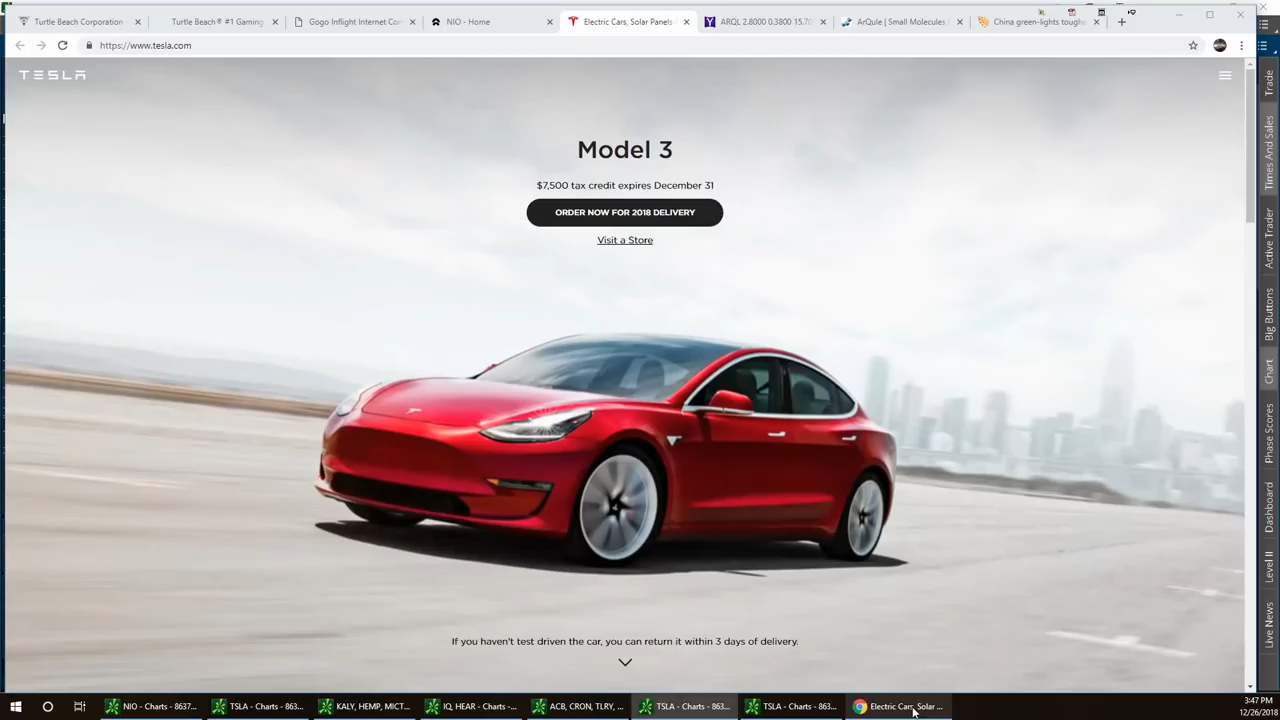 Turtle Beach Corporation
Turtle Beach® #1 Gaming
Gogo Inflight Internet Com
NIO - Home
Electric Cars, Solar Panels
ARQL 2.8000 0.3800 15.70
ArQule | Small Molecules
China green-lights toughe
https://www.tesla.com
TESLA
Model 3
$7,500 tax credit expires December 31
ORDER NOW FOR 2018 DELIVERY
Visit a Store
If you haven't test driven the car, you can return it within 3 days of delivery.
Trade
Times And Sales
Active Trader
Big Buttons
Chart
Phase Scores
Dashboard
Level II
Live News
NIO - Charts - 8637...
TSLA - Charts - 863...
KALY, HEMP, MICT...
IQ, HEAR - Charts -...
CRON, TLRY, ...
TSLA - Charts - 863...
TSLA - Charts - 863...
Electric Cars, Solar ...
3:47 PM
12/26/2018